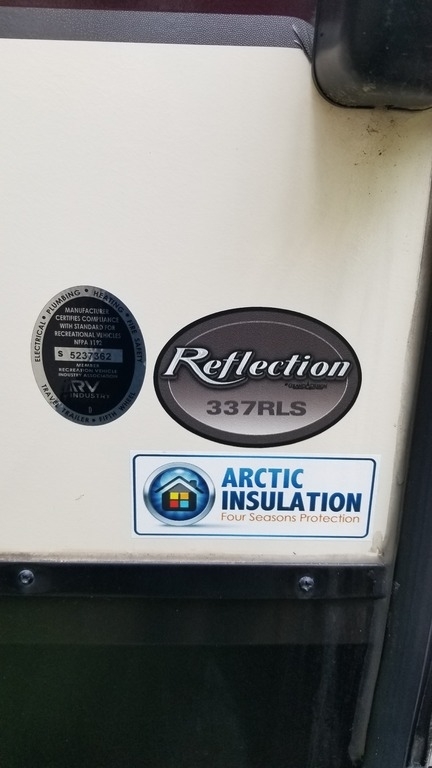 ELECTRICAL • PLUMBING • HEATING • FIRE SAFETY
MANUFACTURER
CERTIFIES COMPLIANCE
WITH STANDARD FOR
RECREATIONAL VEHICLES
NFPA 1192
S 5237362
MEMBER
RECREATION VEHICLE
INDUSTRY ASSOCIATION
RV
INDUSTRY
TRAVEL TRAILER • FIFTH WHEEL
Reflection
337RLS
ARCTIC
INSULATION
Four Seasons Protection